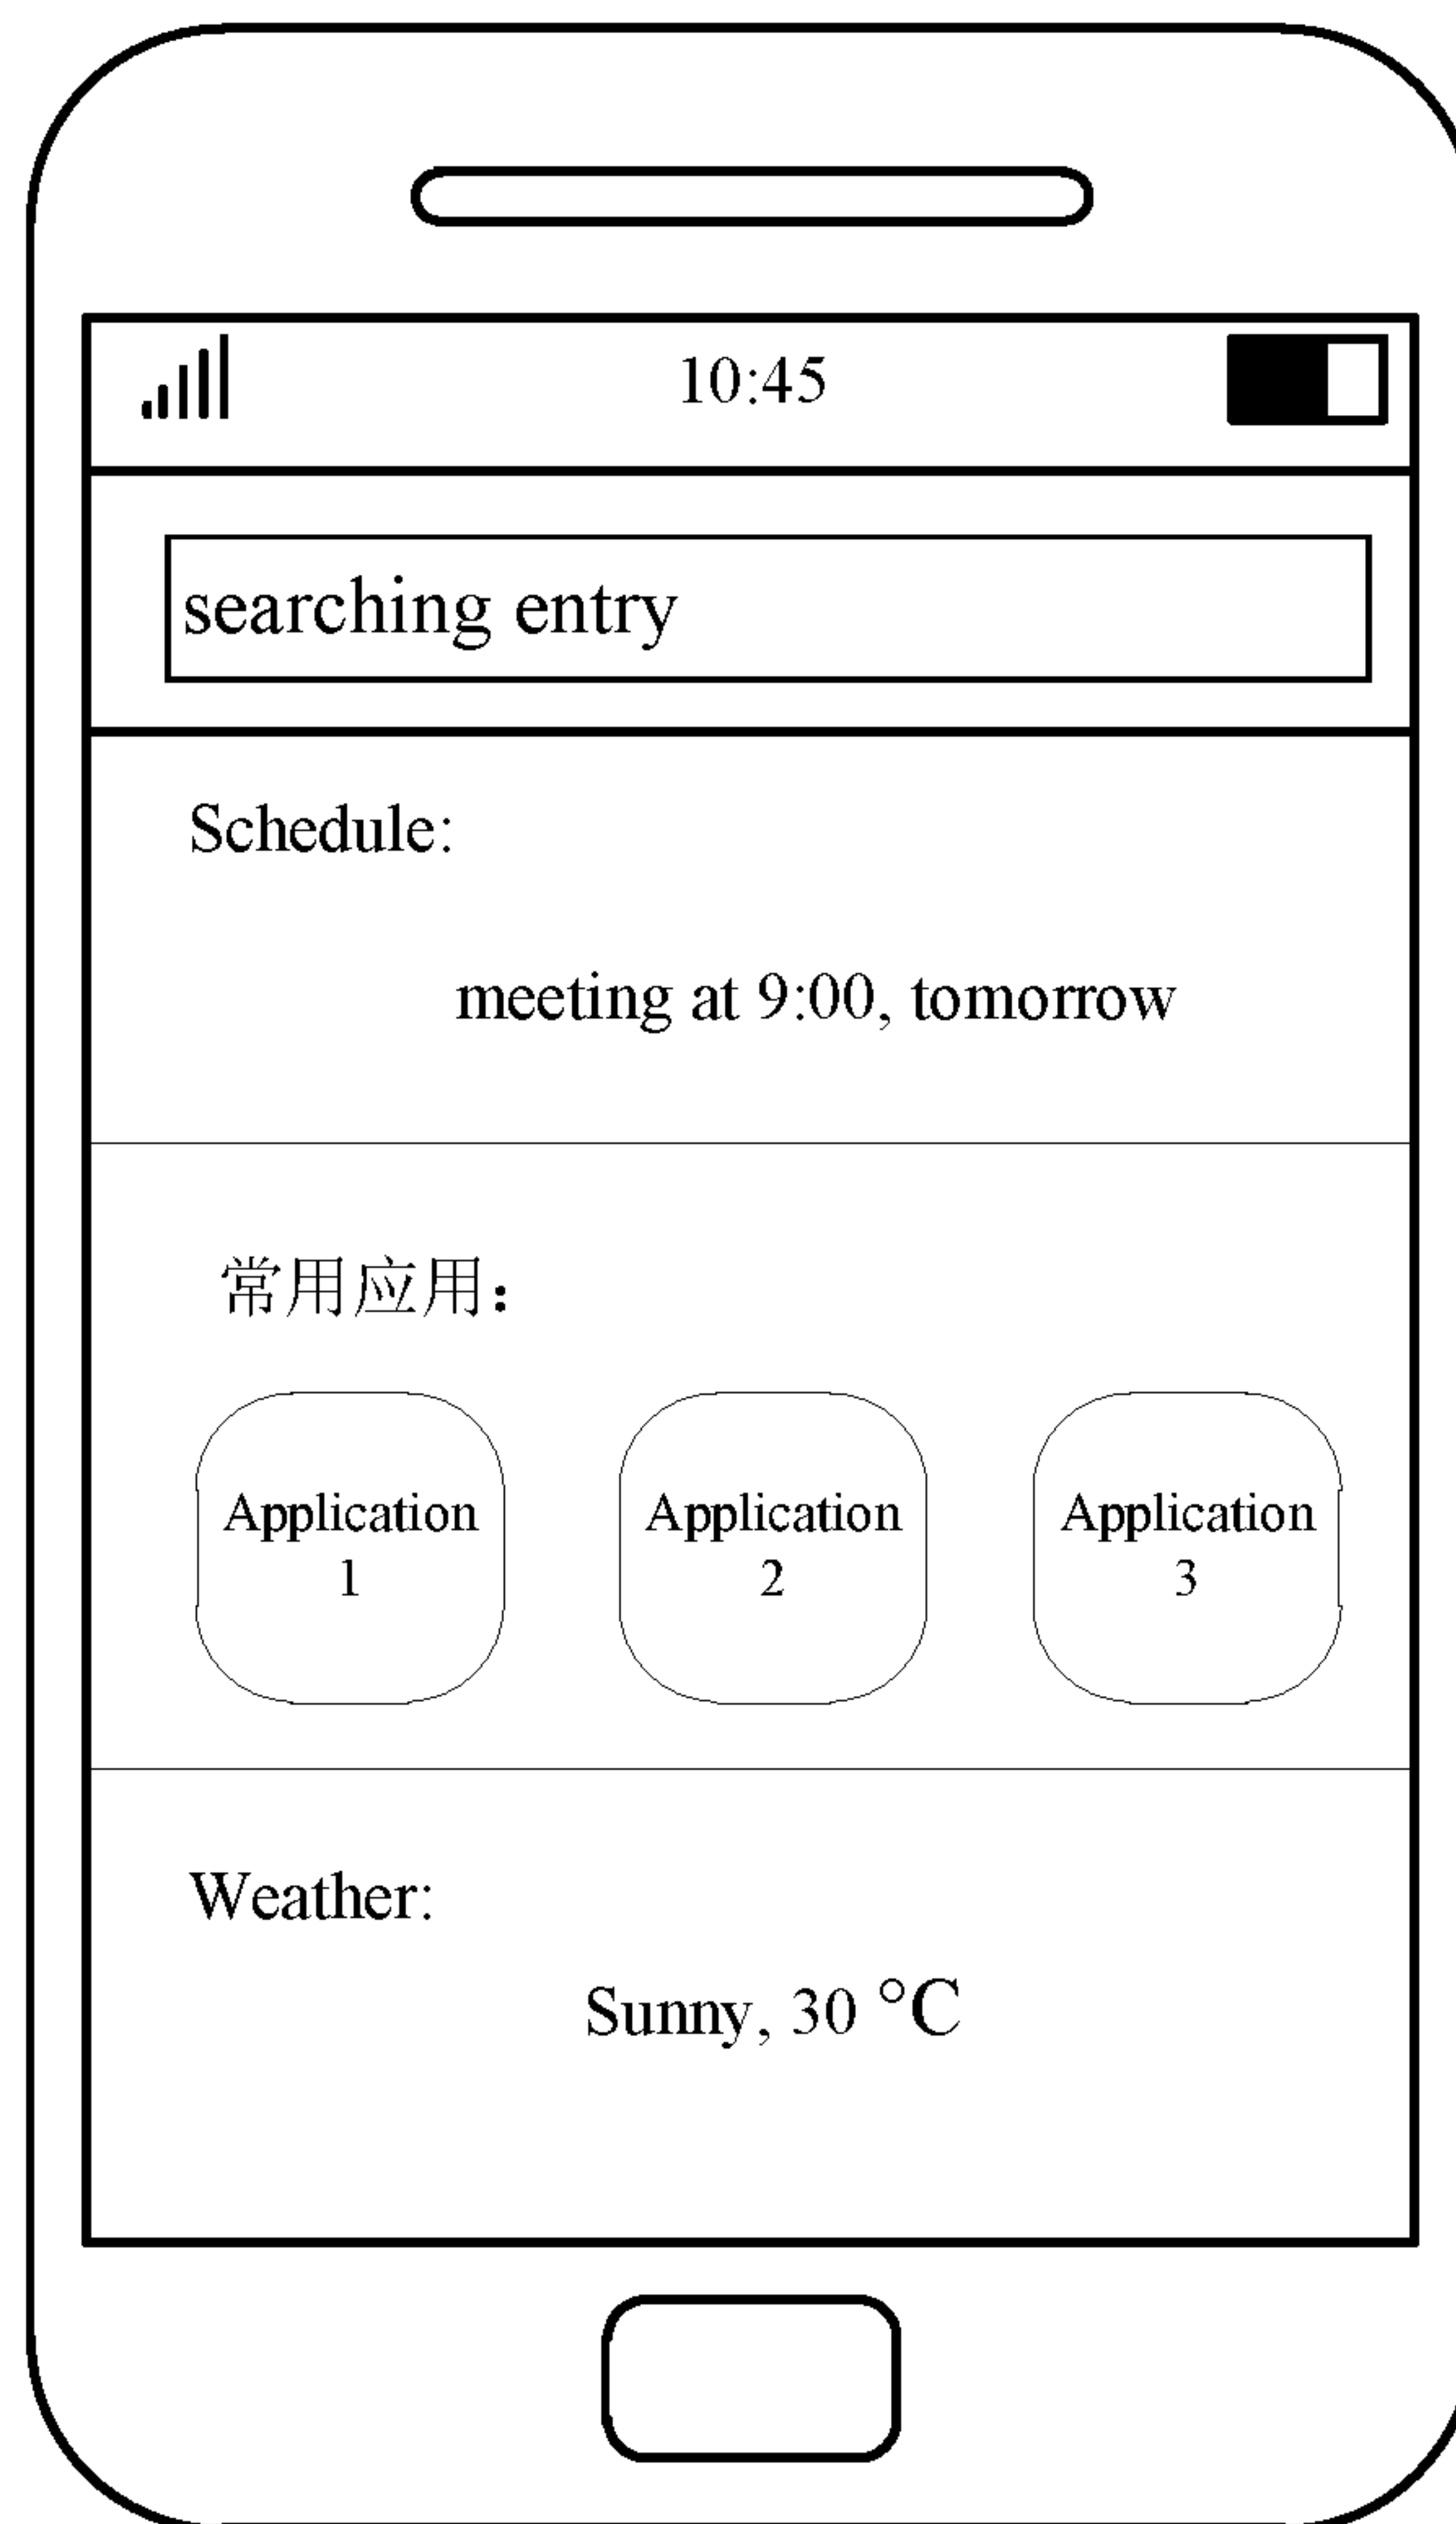 10:45
searching entry
Schedule:
meeting at 9:00, tomorrow
常用应用：
Application
1
Application
2
Application
3
Weather:
Sunny, 30 °C